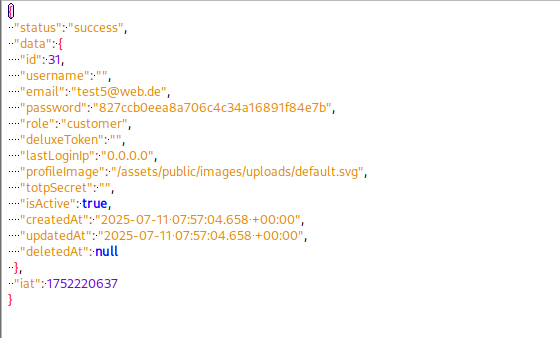 {
  "status": "success",
  "data": {
    "id": 31,
    "username": "",
    "email": "test5@web.de",
    "password": "827ccb0eea8a706c4c34a16891f84e7b",
    "role": "customer",
    "deluxeToken": "",
    "lastLoginIp": "0.0.0.0",
    "profileImage": "/assets/public/images/uploads/default.svg",
    "totpSecret": "",
    "isActive": true,
    "createdAt": "2025-07-11 07:57:04.658 +00:00",
    "updatedAt": "2025-07-11 07:57:04.658 +00:00",
    "deletedAt": null
  },
  "iat": 1752220637
}